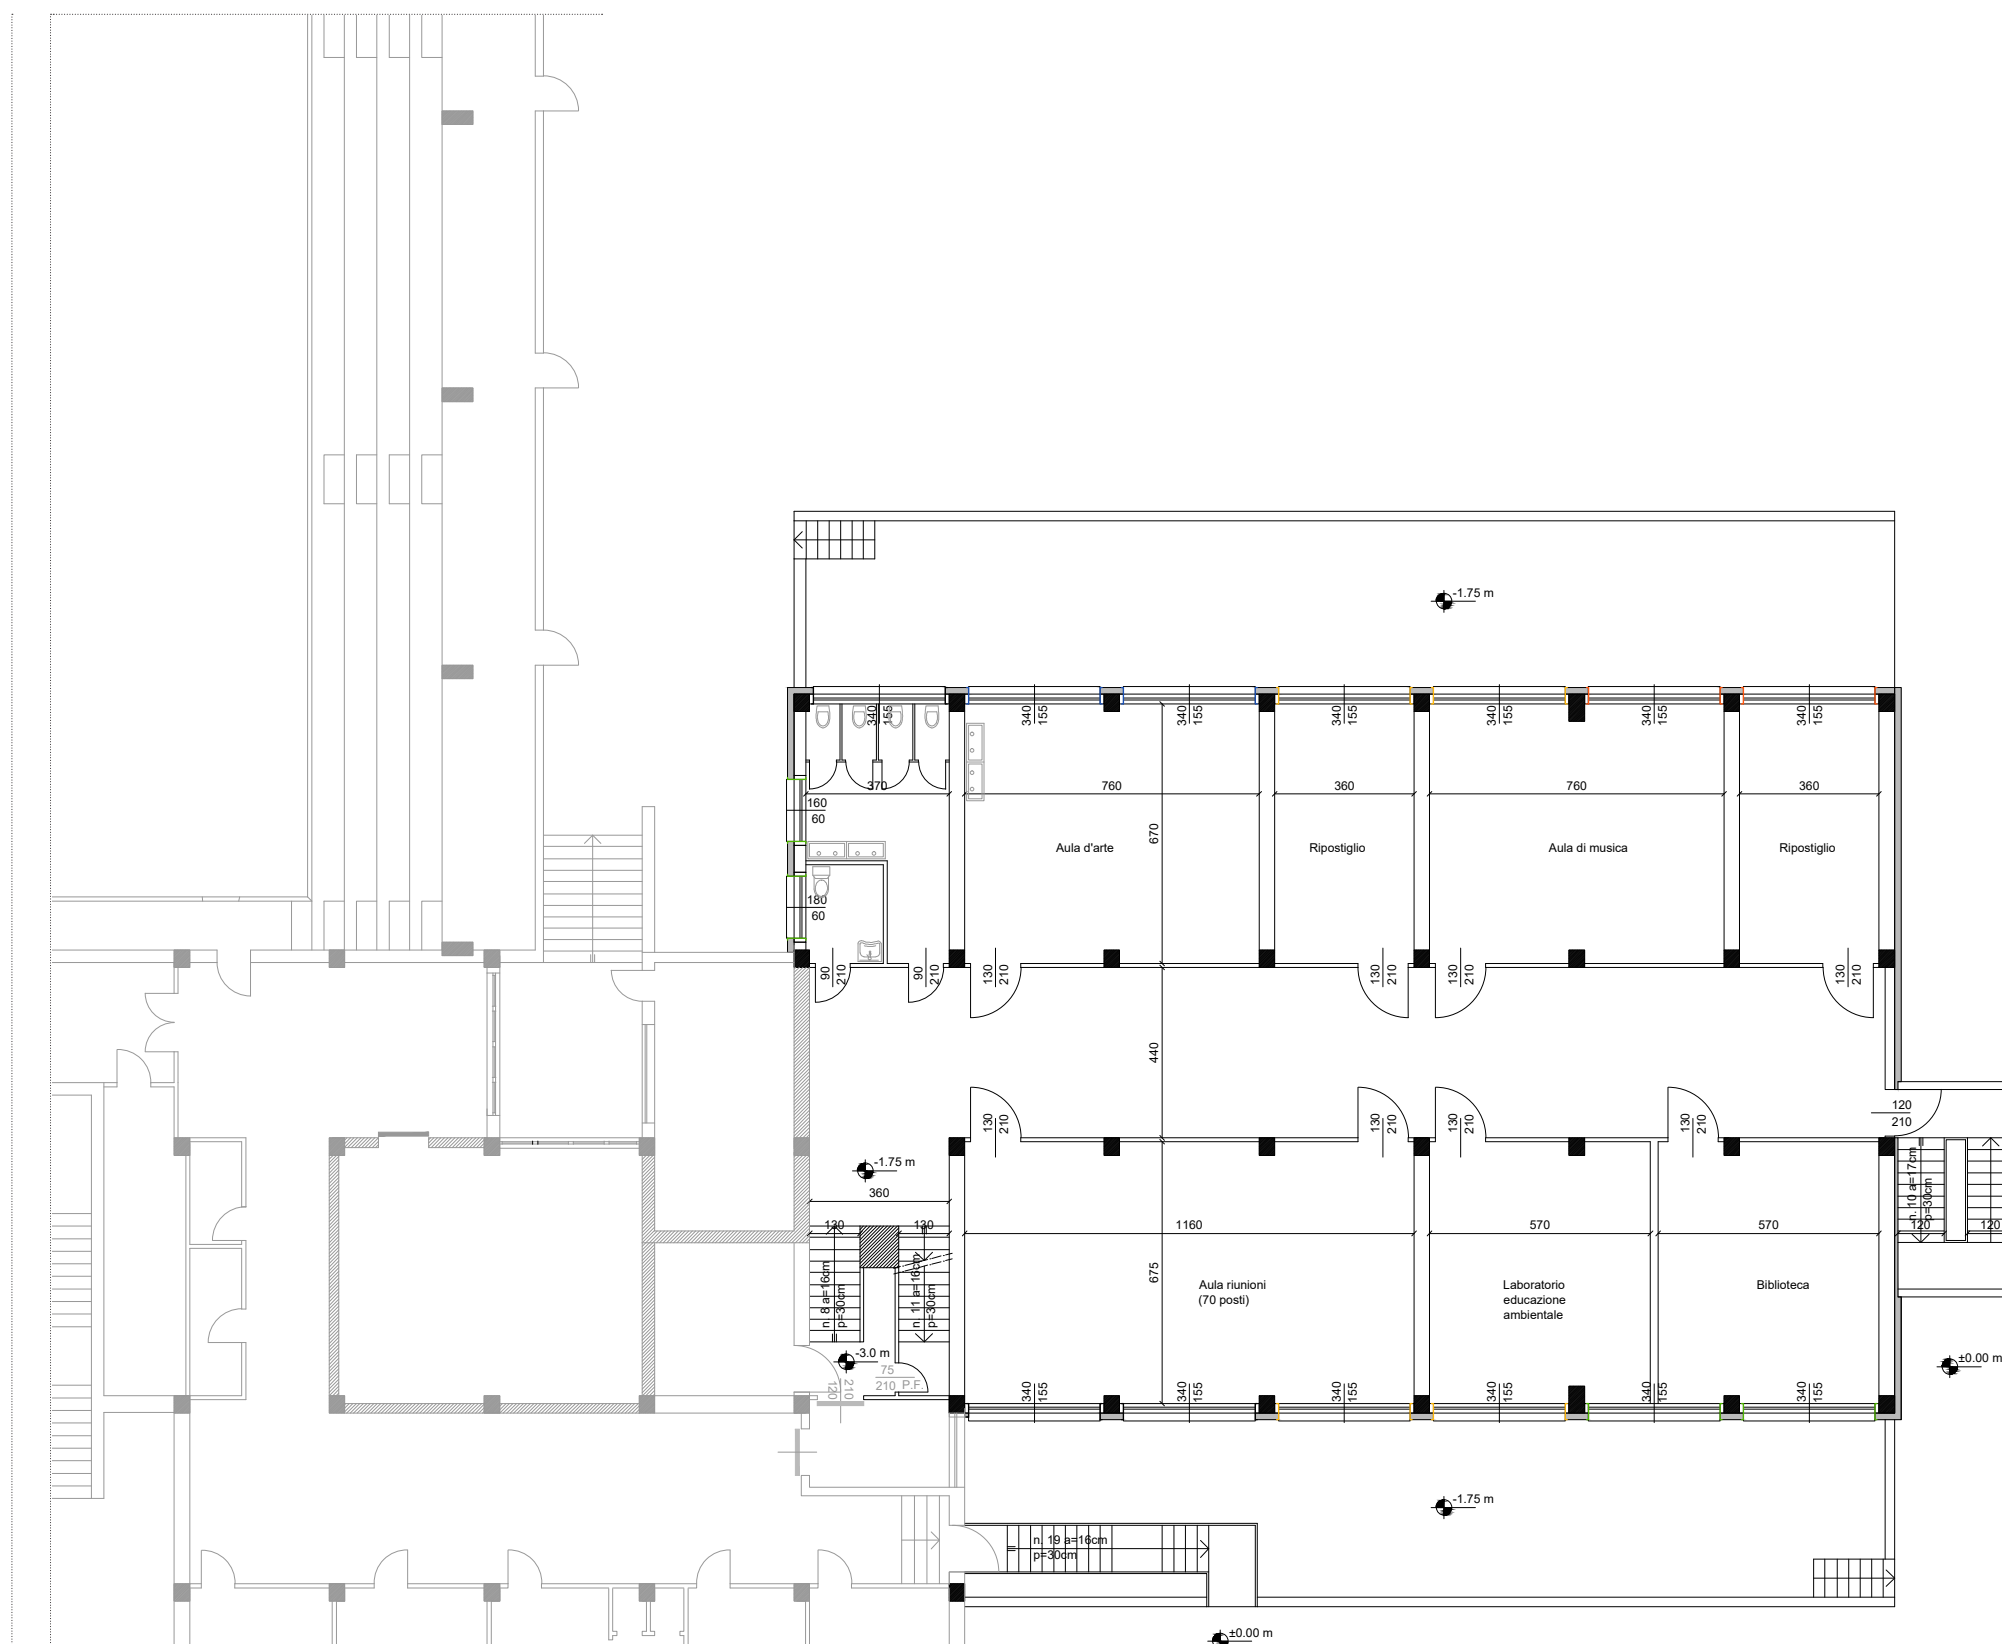 -1.75 m
340
155
340
155
340
155
340
155
340
155
340
155
340
155
370
760
360
760
360
160
60
670
Aula d'arte
Ripostiglio
Aula di musica
Ripostiglio
180
60
90
210
90
210
130
210
130
210
130
210
130
210
440
120
210
130
210
130
210
130
210
130
210
-1.75 m
360
130
130
1160
570
570
120
120
n. 10 a=17cm
p=30cm
n. 8 a=16cm
p=30cm
n. 11 a=16cm
p=30cm
675
Aula riunioni
(70 posti)
Laboratorio
educazione
ambientale
Biblioteca
-3.0 m
75
210 P.F.
210
120
±0.00 m
340
155
340
155
340
155
340
155
340
155
340
155
-1.75 m
n. 19 a=16cm
p=30cm
±0.00 m